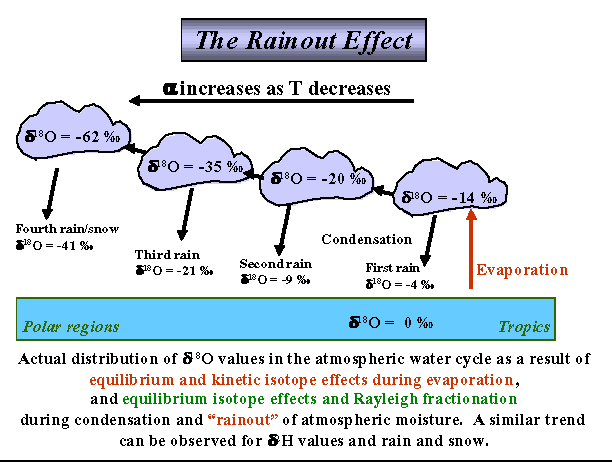 The Rainout Effect
α increases as T decreases
δ¹⁸O = -62 ‰
δ¹⁸O = -35 ‰
δ¹⁸O = -20 ‰
δ¹⁸O = -14 ‰
Fourth rain/snow
δ¹⁸O = -41 ‰
Third rain
δ¹⁸O = -21 ‰
Second rain
δ¹⁸O = -9 ‰
Condensation
First rain
δ¹⁸O = -4 ‰
Evaporation
Polar regions
δ¹⁸O = 0 ‰
Tropics
Actual distribution of δ¹⁸O values in the atmospheric water cycle as a result of
equilibrium and kinetic isotope effects during evaporation,
and equilibrium isotope effects and Rayleigh fractionation
during condensation and “rainout” of atmospheric moisture. A similar trend
can be observed for δ²H values and rain and snow.